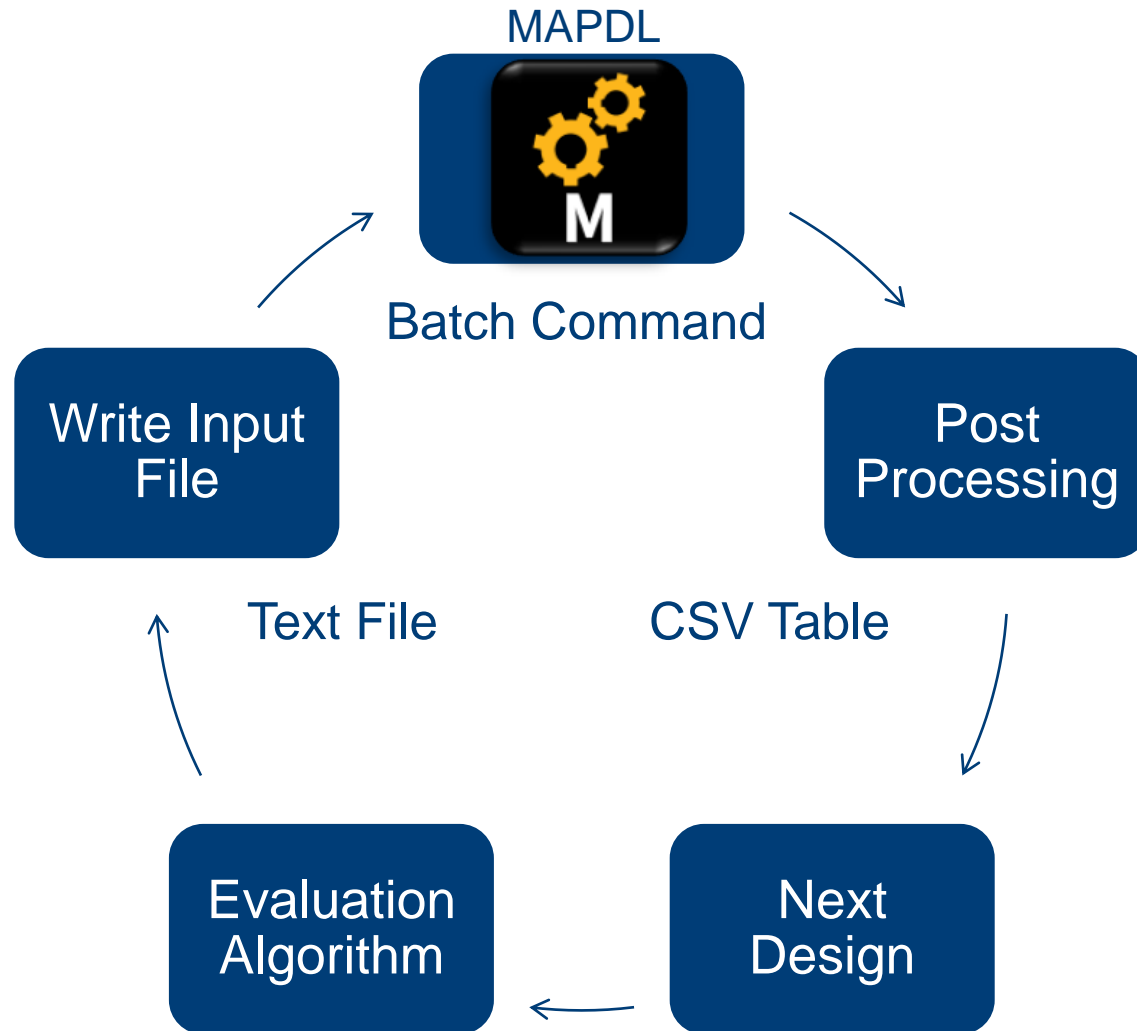 MAPDL
M
Batch Command
Write Input
File
Post
Processing
Text File
CSV Table
Evaluation
Algorithm
Next
Design